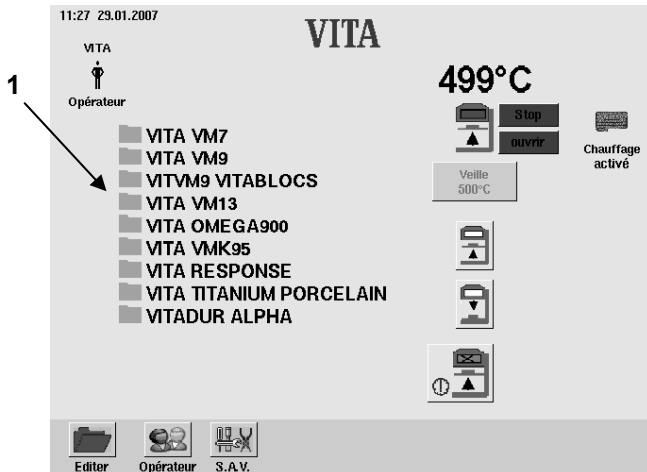 11:27 29.01.2007
VITA
VITA
Opérateur
1
499°C
Stop
ouvrir
Chauffage
activé
Veille
500°C
VITA VM7
VITA VM9
VITVM9 VITABLOCS
VITA VM13
VITA OMEGA900
VITA VMK95
VITA RESPONSE
VITA TITANIUM PORCELAIN
VITADUR ALPHA
Editer
Opérateur
S.A.V.